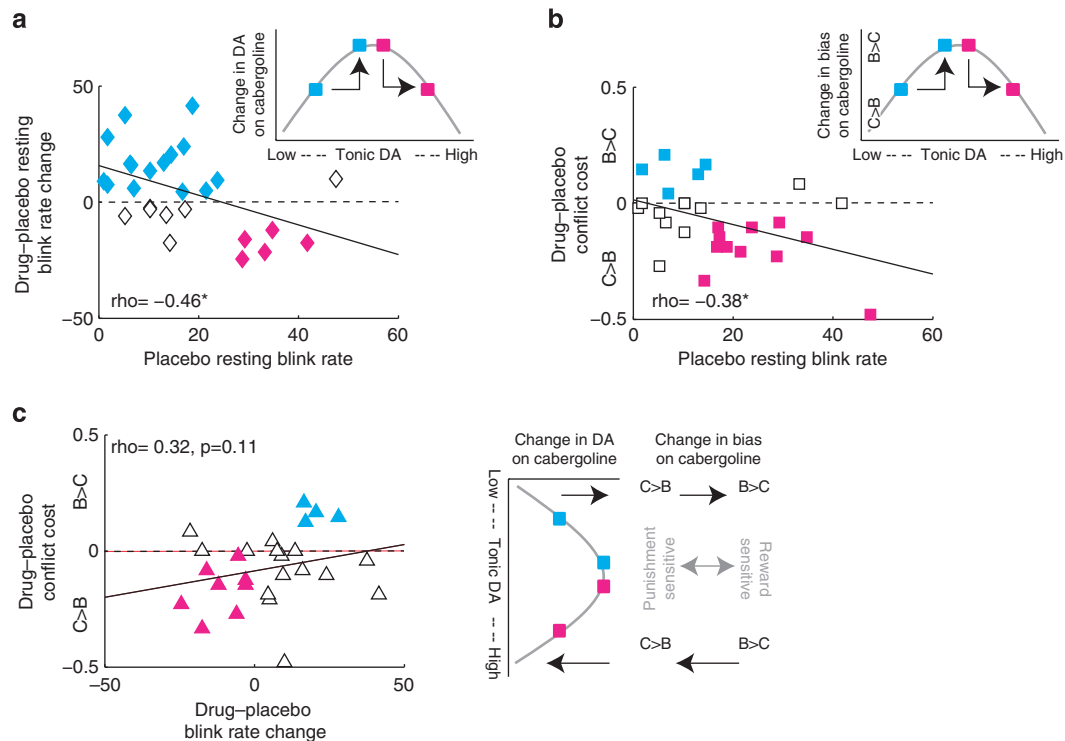 a
Change in DA
on cabergoline
Low ---- Tonic DA ---- High
Drug–placebo resting
blink rate change
50
0
−50
rho= −0.46*
0
20
40
60
Placebo resting blink rate
b
Change in bias
on cabergoline
C>B
B>C
Low ---- Tonic DA ---- High
Drug–placebo
conflict cost
C>B
B>C
0.5
0
−0.5
rho= −0.38*
0
20
40
60
Placebo resting blink rate
c
rho= 0.32, p=0.11
Drug–placebo
conflict cost
C>B
B>C
0.5
0
−0.5
−50
0
50
Drug–placebo
blink rate change
Change in DA
on cabergoline
Change in bias
on cabergoline
Low ---- Tonic DA ---- High
C>B
B>C
Punishment
sensitive
Reward
sensitive
C>B
B>C